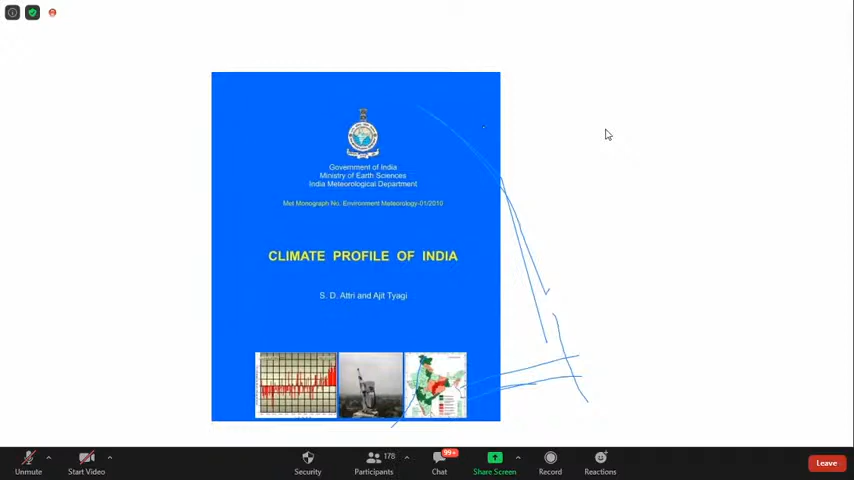 Government of India
Ministry of Earth Sciences
India Meteorological Department
Met Monograph No. Environment Meteorology-01/2010
CLIMATE PROFILE OF INDIA
S. D. Attri and Ajit Tyagi
Unmute
Start Video
Security
Participants
178
Chat
99+
Share Screen
Record
Reactions
Leave